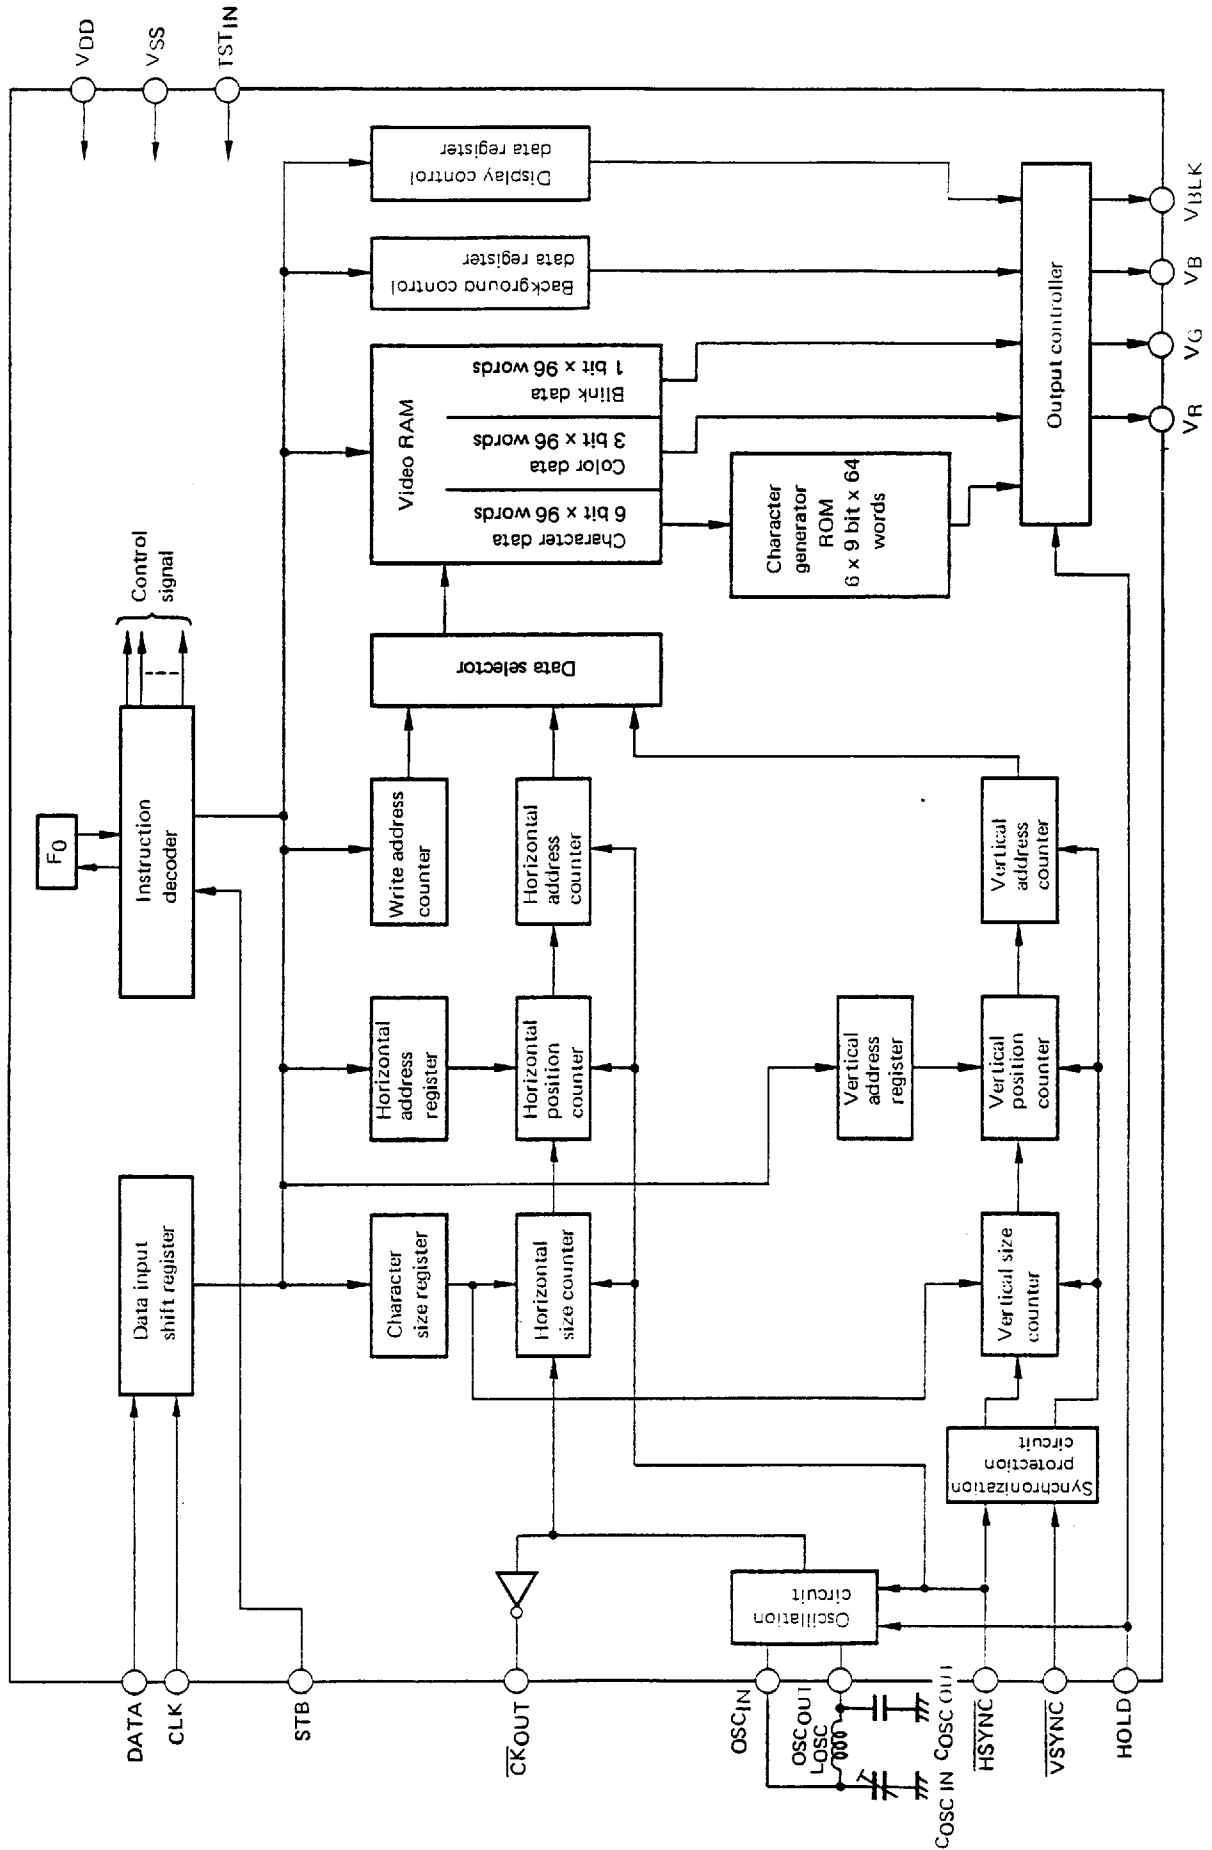 VDD
VSS
TSTIN
Control
signal
F0
Instruction
decoder
Data input
shift register
DATA
CLK
STB
Display control
data register
Background control
data register
Video RAM
Blink data
1 bit x 96 words
Color data
3 bit x 96 words
Character data
6 bit x 96 words
Character
generator
ROM
6 x 9 bit x 64
words
Data selector
Write address
counter
Horizontal
address
counter
Horizontal
address
register
Horizontal
position
counter
Character
size register
Horizontal
size counter
Vertical
address
register
Vertical
address
counter
Vertical
position
counter
Vertical size
counter
Synchronization
protection
circuit
Oscillation
circuit
Output controller
VR
VG
VB
VBLK
CKOUT
OSCIN
OSCOUT
LOSC
COSC IN
COSC OUT
HSYNC
VSYNC
HOLD